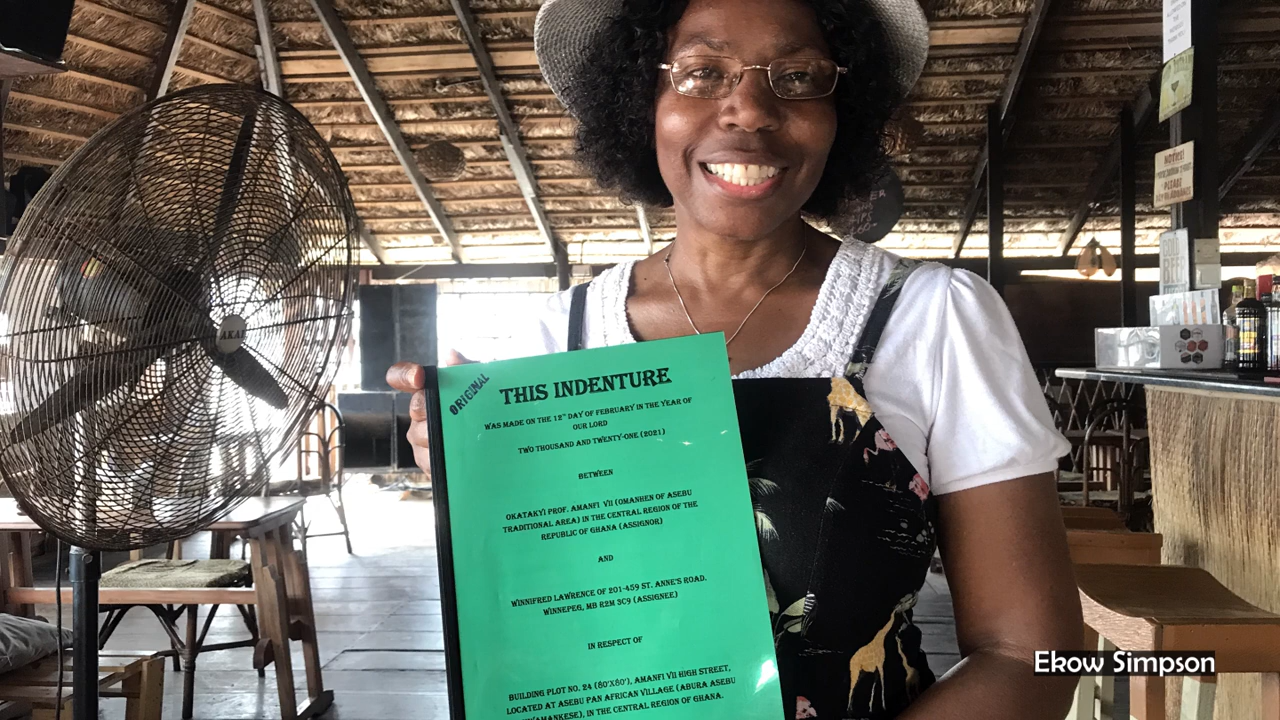 ORIGINAL
THIS INDENTURE
WAS MADE ON THE 12TH DAY OF FEBRUARY IN THE YEAR OF
OUR LORD
TWO THOUSAND AND TWENTY-ONE (2021)
BETWEEN
OKATAKYI PROF. AMANFI VII (OMANHEN OF ASEBU
TRADITIONAL AREA) IN THE CENTRAL REGION OF THE
REPUBLIC OF GHANA (ASSIGNOR)
AND
WINNIFRED LAWRENCE OF 201-459 ST. ANNE'S ROAD.
WINNEPEG, MB R2M 3C9 (ASSIGNEE)
IN RESPECT OF
BUILDING PLOT NO. 24 (80'X80'), AMANFI VII HIGH STREET,
LOCATED AT ASEBU PAN AFRICAN VILLAGE (ABURA ASEBU
IN THE CENTRAL REGION OF GHANA.
AKAI
NOTICE!
PLEASE
Ekow Simpson